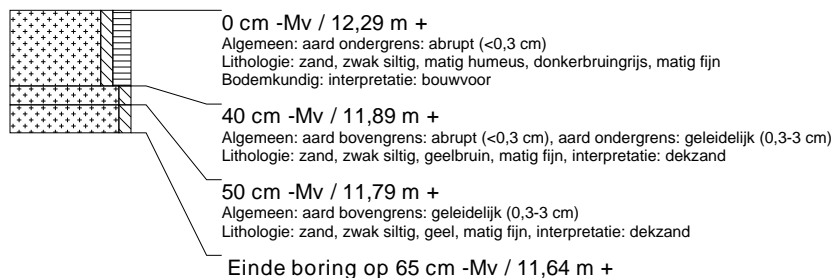 0 cm -Mv / 12,29 m +
Algemeen: aard ondergrens: abrupt (<0,3 cm)
Lithologie: zand, zwak siltig, matig humeus, donkerbruingrijs, matig fijn
Bodemkundig: interpretatie: bouwvoor
40 cm -Mv / 11,89 m +
Algemeen: aard bovengrens: abrupt (<0,3 cm), aard ondergrens: geleidelijk (0,3-3 cm)
Lithologie: zand, zwak siltig, geelbruin, matig fijn, interpretatie: dekzand
50 cm -Mv / 11,79 m +
Algemeen: aard bovengrens: geleidelijk (0,3-3 cm)
Lithologie: zand, zwak siltig, geel, matig fijn, interpretatie: dekzand
Einde boring op 65 cm -Mv / 11,64 m +